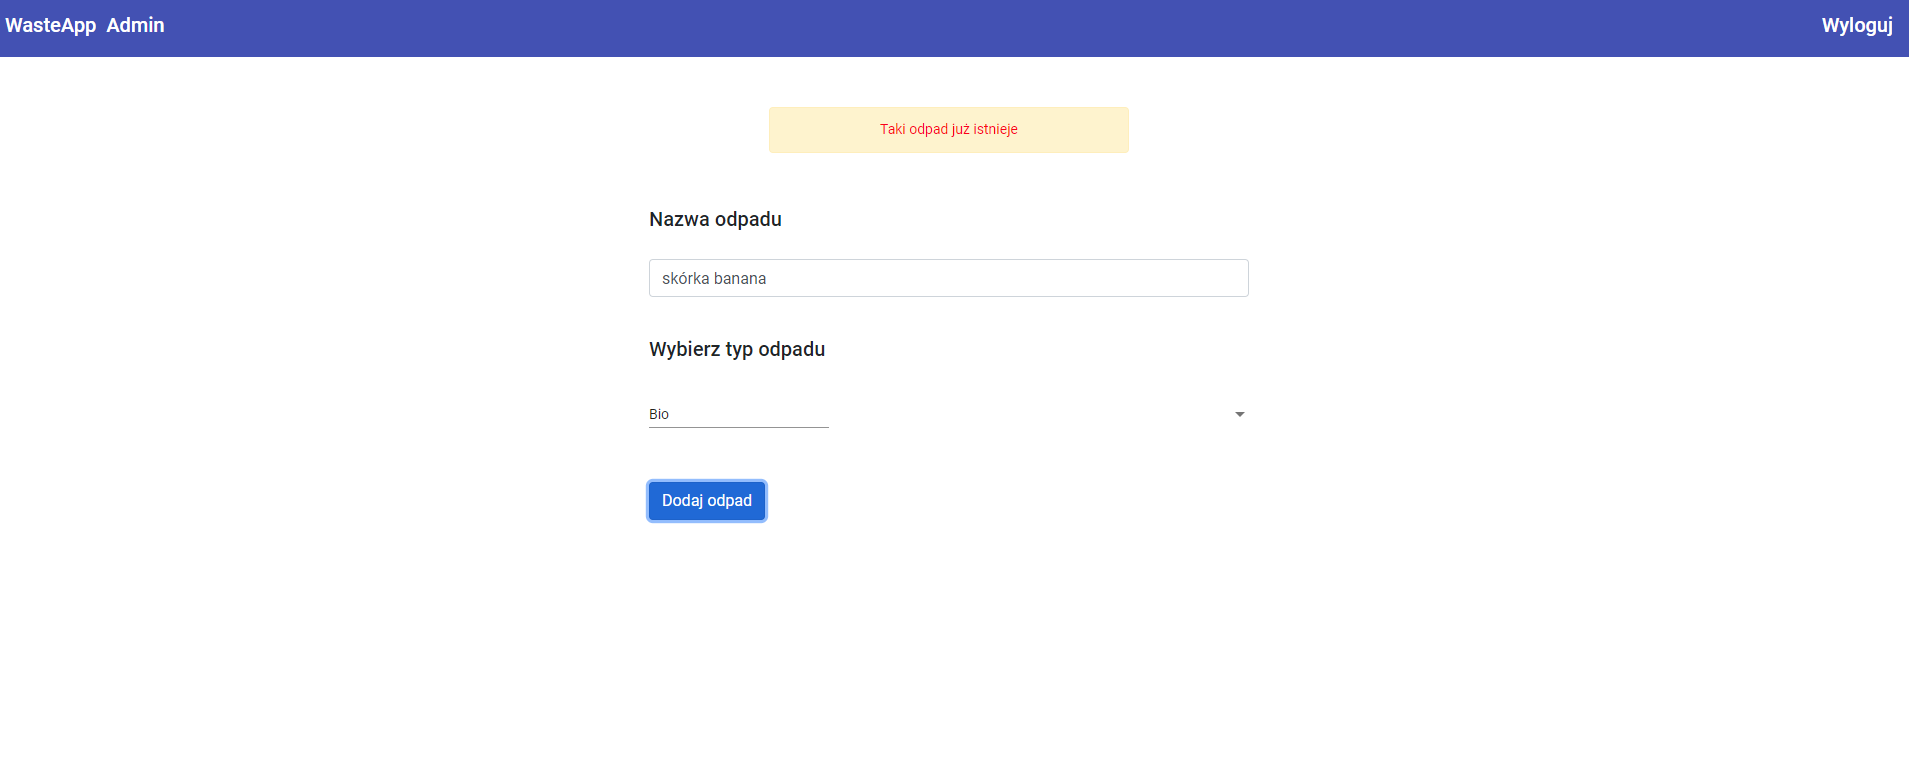 WasteApp Admin Wyloguj
Taki odpad już istnieje
Nazwa odpadu
skórka banana
Wybierz typ odpadu
Bio
Dodaj odpad